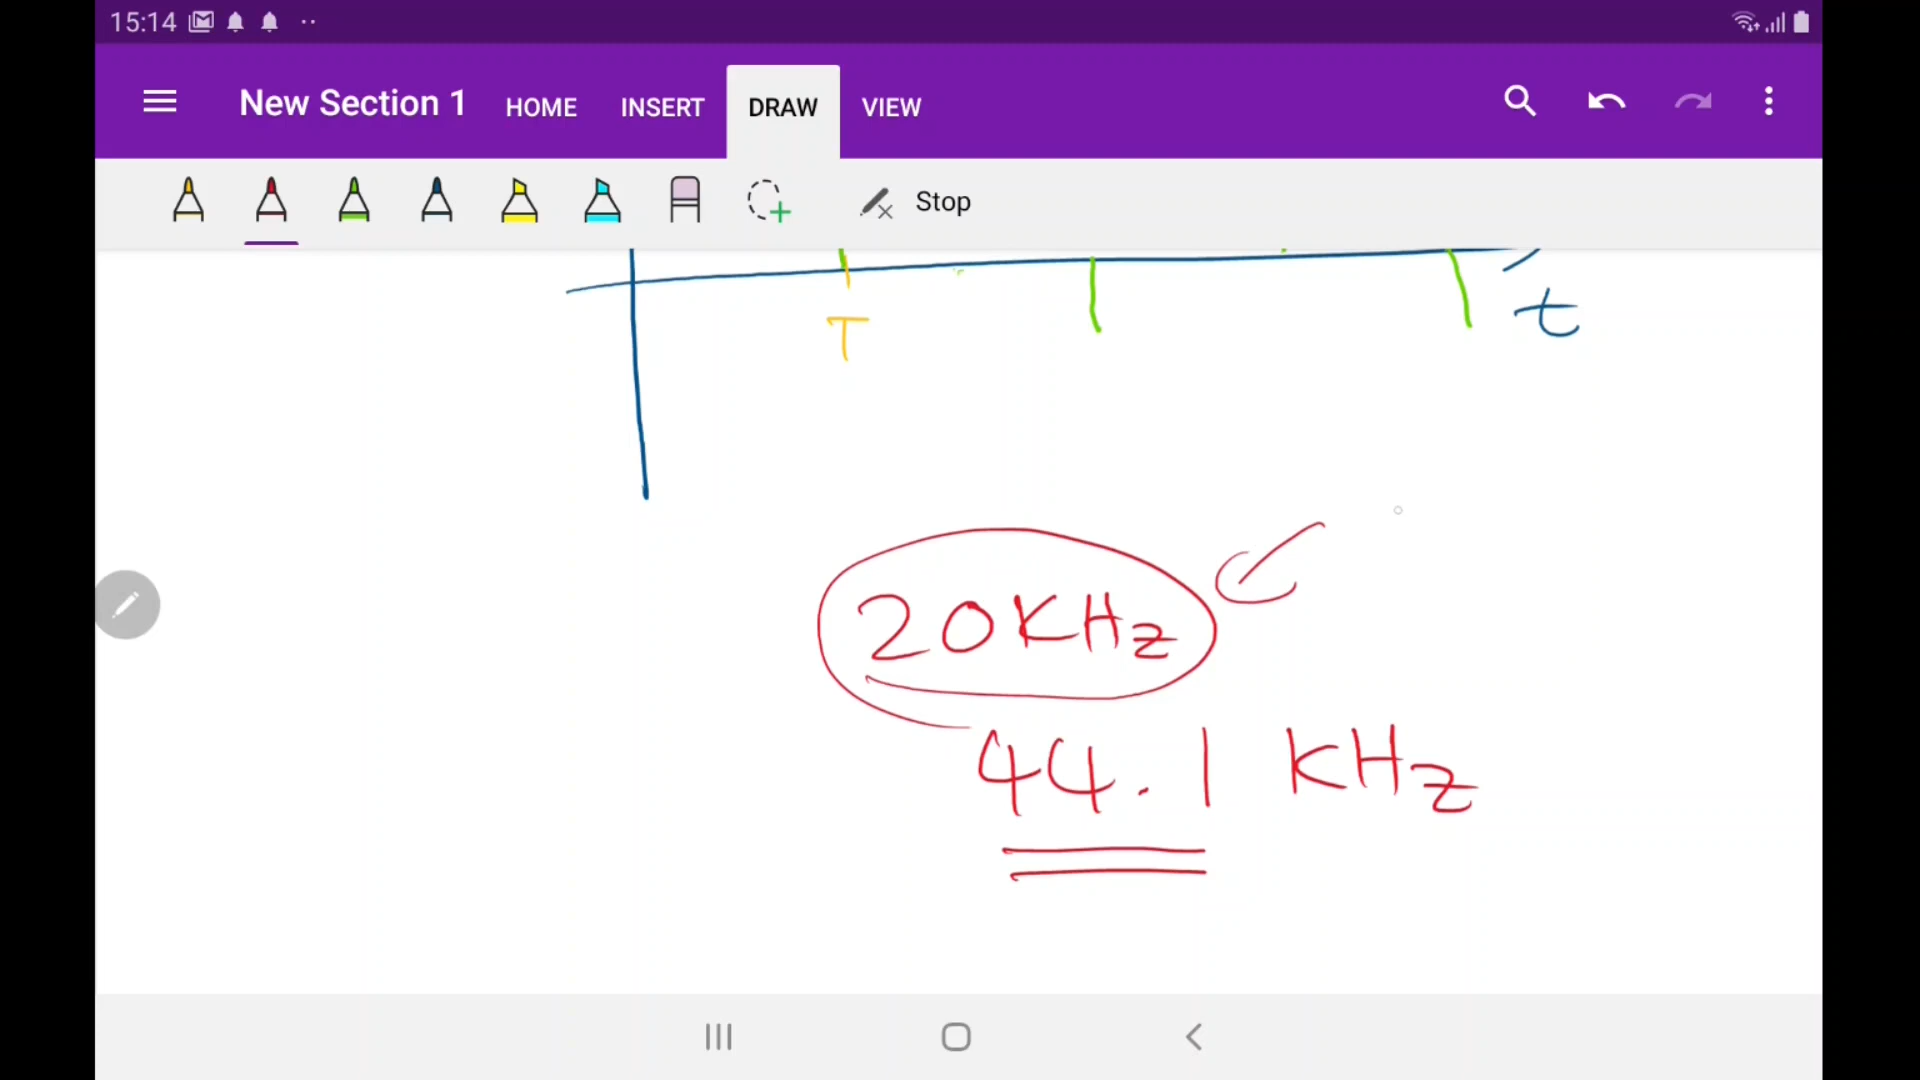 15:14
New Section 1 HOME INSERT DRAW VIEW
Stop
T
t
20KHz
44.1 KHz